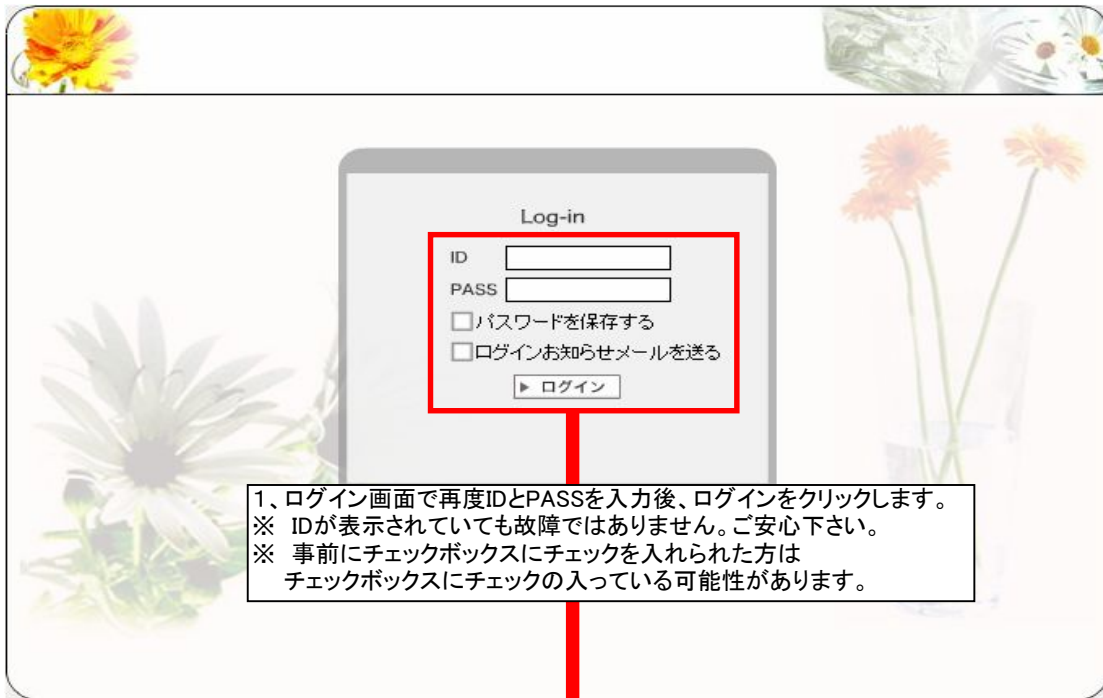 Log-in
ID
PASS
パスワードを保存する
ログインお知らせメールを送る
ログイン
１、ログイン画面で再度IDとPASSを入力後、ログインをクリックします。
※　IDが表示されていても故障ではありません。ご安心下さい。
※　事前にチェックボックスにチェックを入れられた方は
チェックボックスにチェックの入っている可能性があります。